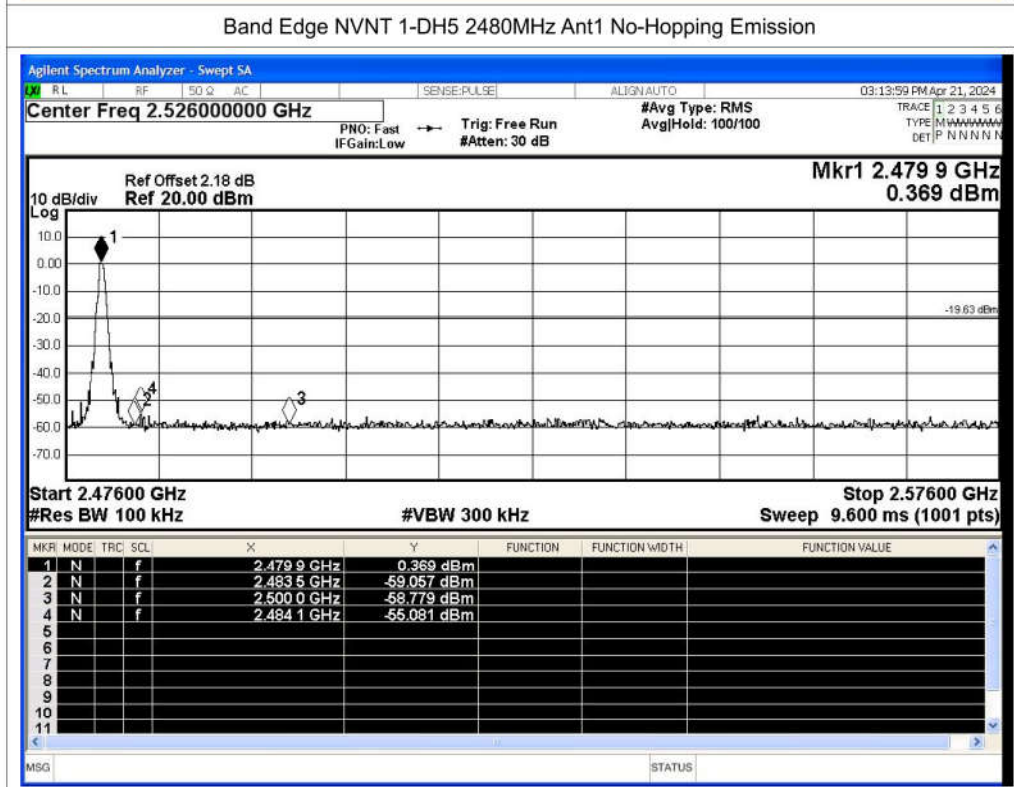 Band Edge NVNT 1-DH5 2480MHz Ant1 No-Hopping Emission
Agilent Spectrum Analyzer - Swept SA
LXI RL RF 50 Ω AC SENSE:PULSE ALIGN AUTO 03:13:59 PM Apr 21, 2024
Center Freq 2.526000000 GHz #Avg Type: RMS TRACE 1 2 3 4 5 6
PNO: Fast Trig: Free Run Avg|Hold: 100/100 TYPE M
IFGain:Low #Atten: 30 dB DET P N N N N N
Mkr1 2.479 9 GHz
Ref Offset 2.18 dB
10 dB/div Ref 20.00 dBm 0.369 dBm
Log
10.0
1
0.00
-10.0
-20.0
-19.63 dBm
-30.0
-40.0
-50.0
4
2
3
-60.0
-70.0
Start 2.47600 GHz Stop 2.57600 GHz
#Res BW 100 kHz #VBW 300 kHz Sweep 9.600 ms (1001 pts)
MKR MODE TRC SCL X Y FUNCTION FUNCTION WIDTH FUNCTION VALUE
1 N f 2.479 9 GHz 0.369 dBm
2 N f 2.483 5 GHz -59.057 dBm
3 N f 2.500 0 GHz -58.779 dBm
4 N f 2.484 1 GHz -55.081 dBm
5
6
7
8
9
10
11
MSG STATUS